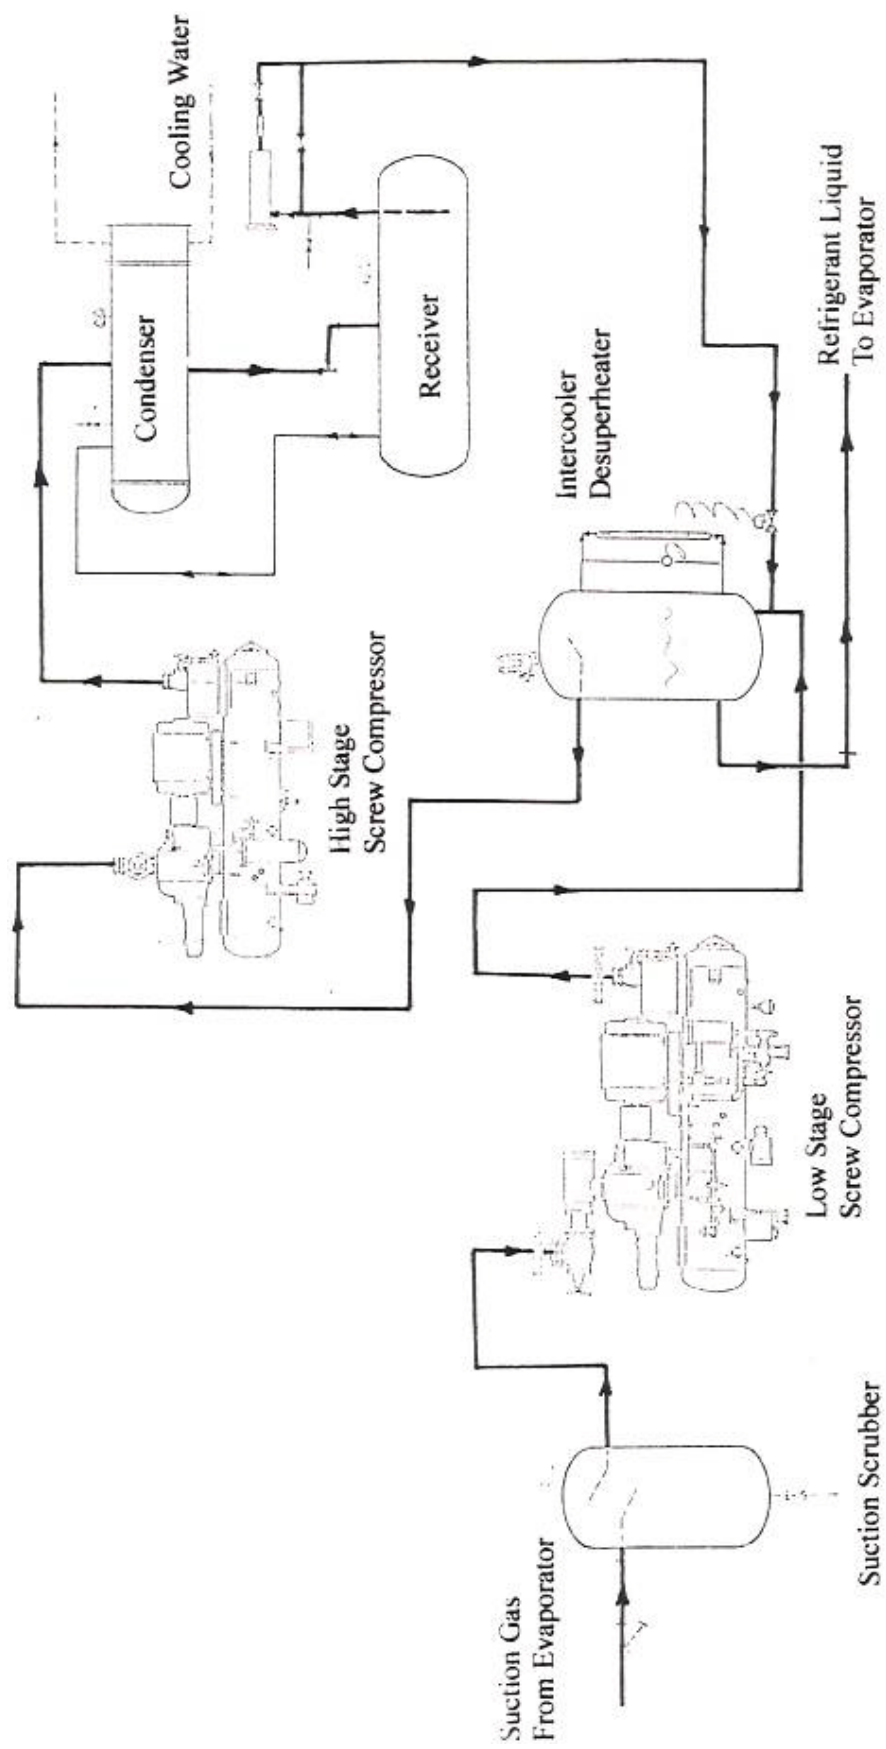 Cooling Water
Condenser
Receiver
High Stage
Screw Compressor
Intercooler
Desuperheater
Refrigerant Liquid
To Evaporator
Low Stage
Screw Compressor
Suction Gas
From Evaporator
Suction Scrubber